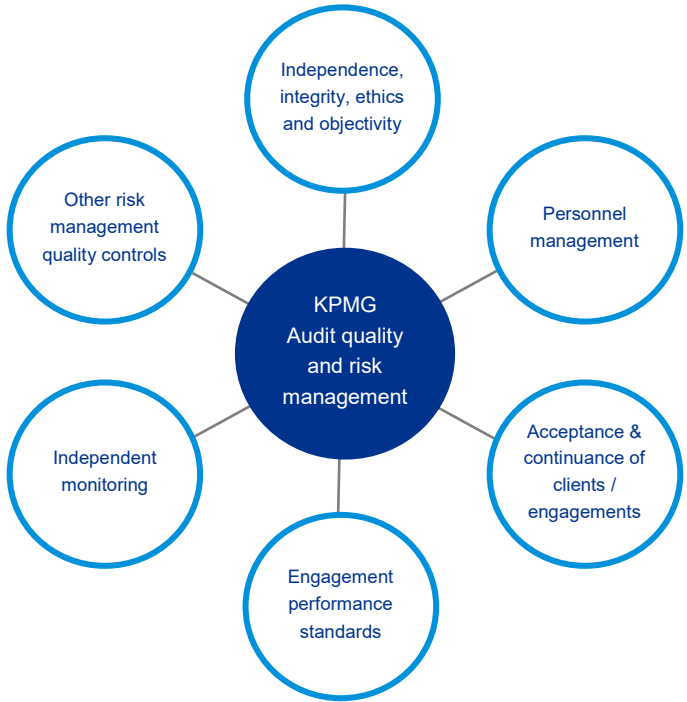 Independence,
integrity, ethics
and objectivity
Other risk
management
quality controls
Personnel
management
KPMG
Audit quality
and risk
management
Independent
monitoring
Acceptance &
continuance of
clients /
engagements
Engagement
performance
standards